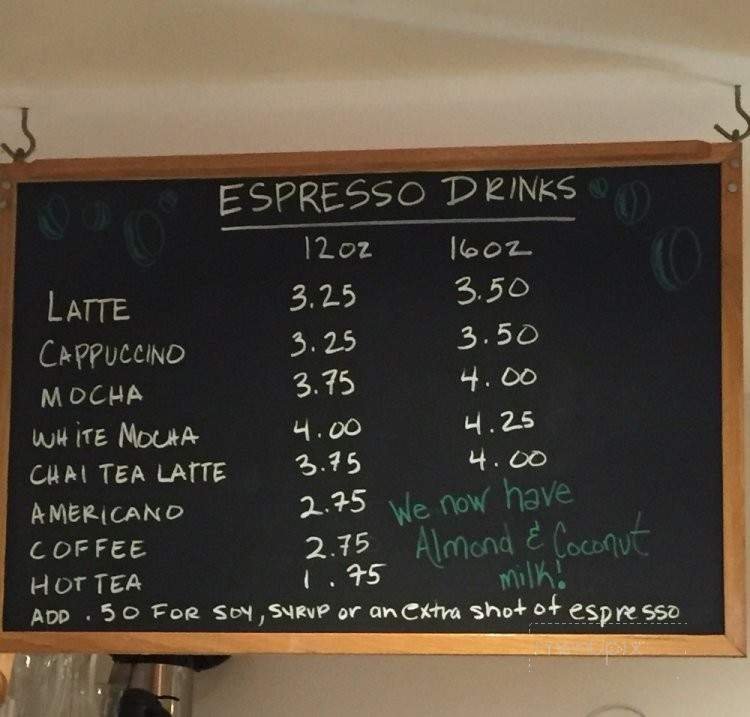 ESPRESSO DRINKS
12oz 16oz
LATTE 3.25 3.50
CAPPUCCINO 3.25 3.50
MOCHA 3.75 4.00
WHITE MOCHA 4.00 4.25
CHAI TEA LATTE 3.75 4.00
AMERICANO 2.75
COFFEE 2.75
HOT TEA 1.75
We now have
Almond & Coconut
milk!
ADD .50 FOR SOY, SYRUP or an extra shot of espresso